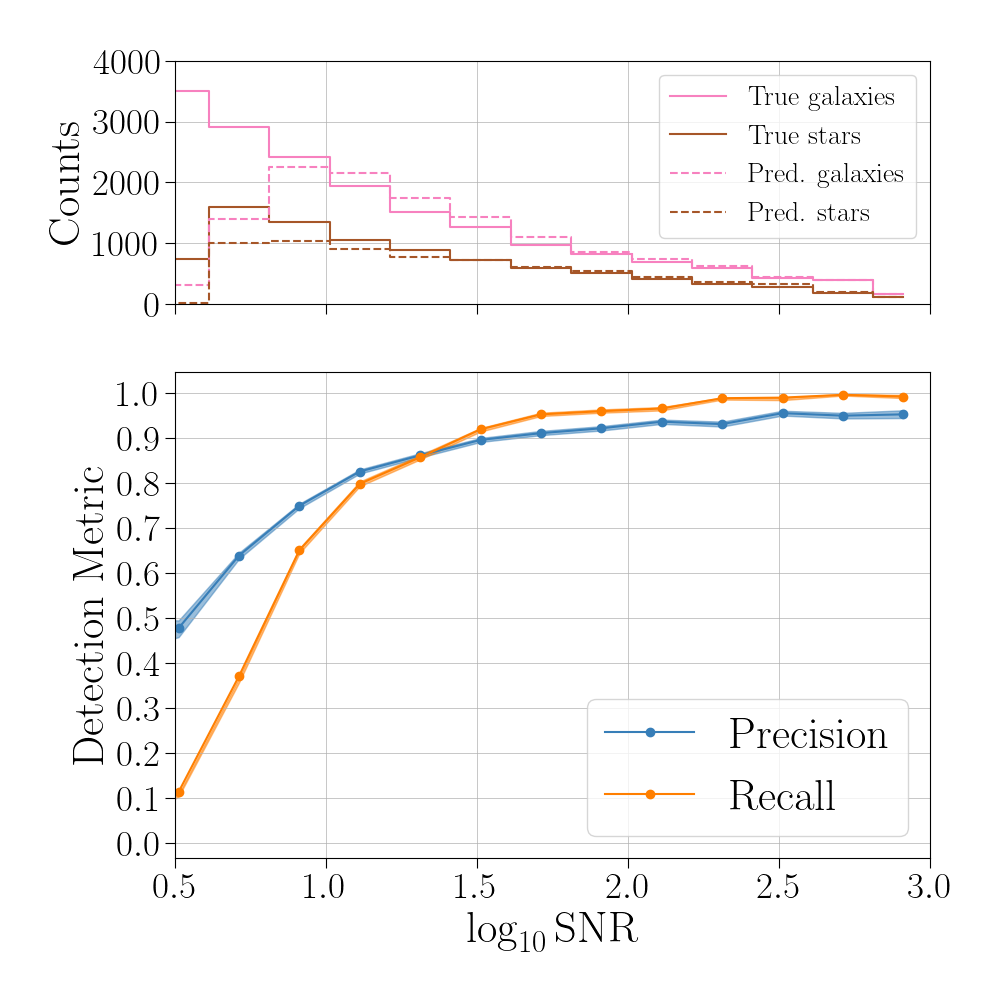 4000
3000
2000
1000
0
Counts
True galaxies
True stars
Pred. galaxies
Pred. stars
1.0
0.9
0.8
0.7
0.6
0.5
0.4
0.3
0.2
0.1
0.0
Detection Metric
Precision
Recall
0.5 1.0 1.5 2.0 2.5 3.0
log₁₀ SNR